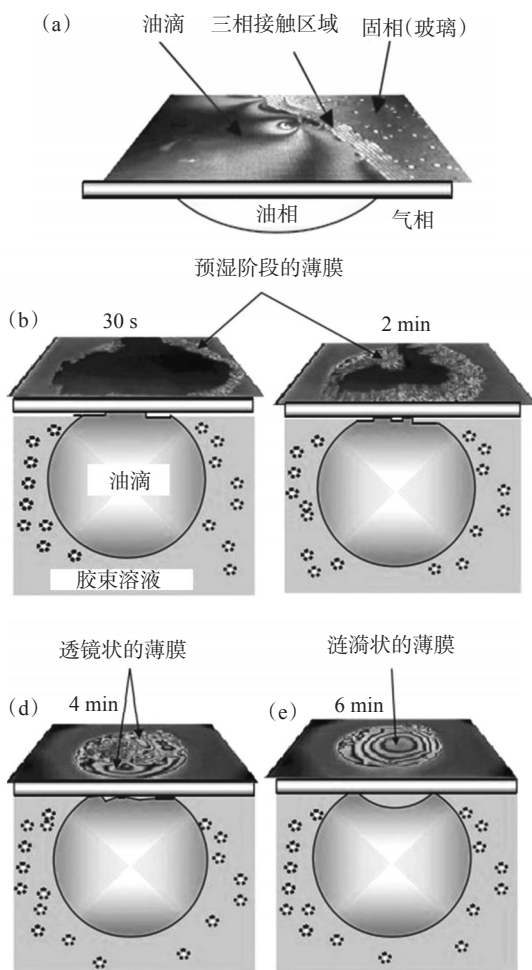 (a)
油滴 三相接触区域 固相(玻璃)
油相
气相
预湿阶段的薄膜
(b) 30 s 2 min
油滴
胶束溶液
透镜状的薄膜 涟漪状的薄膜
(d) 4 min (e) 6 min